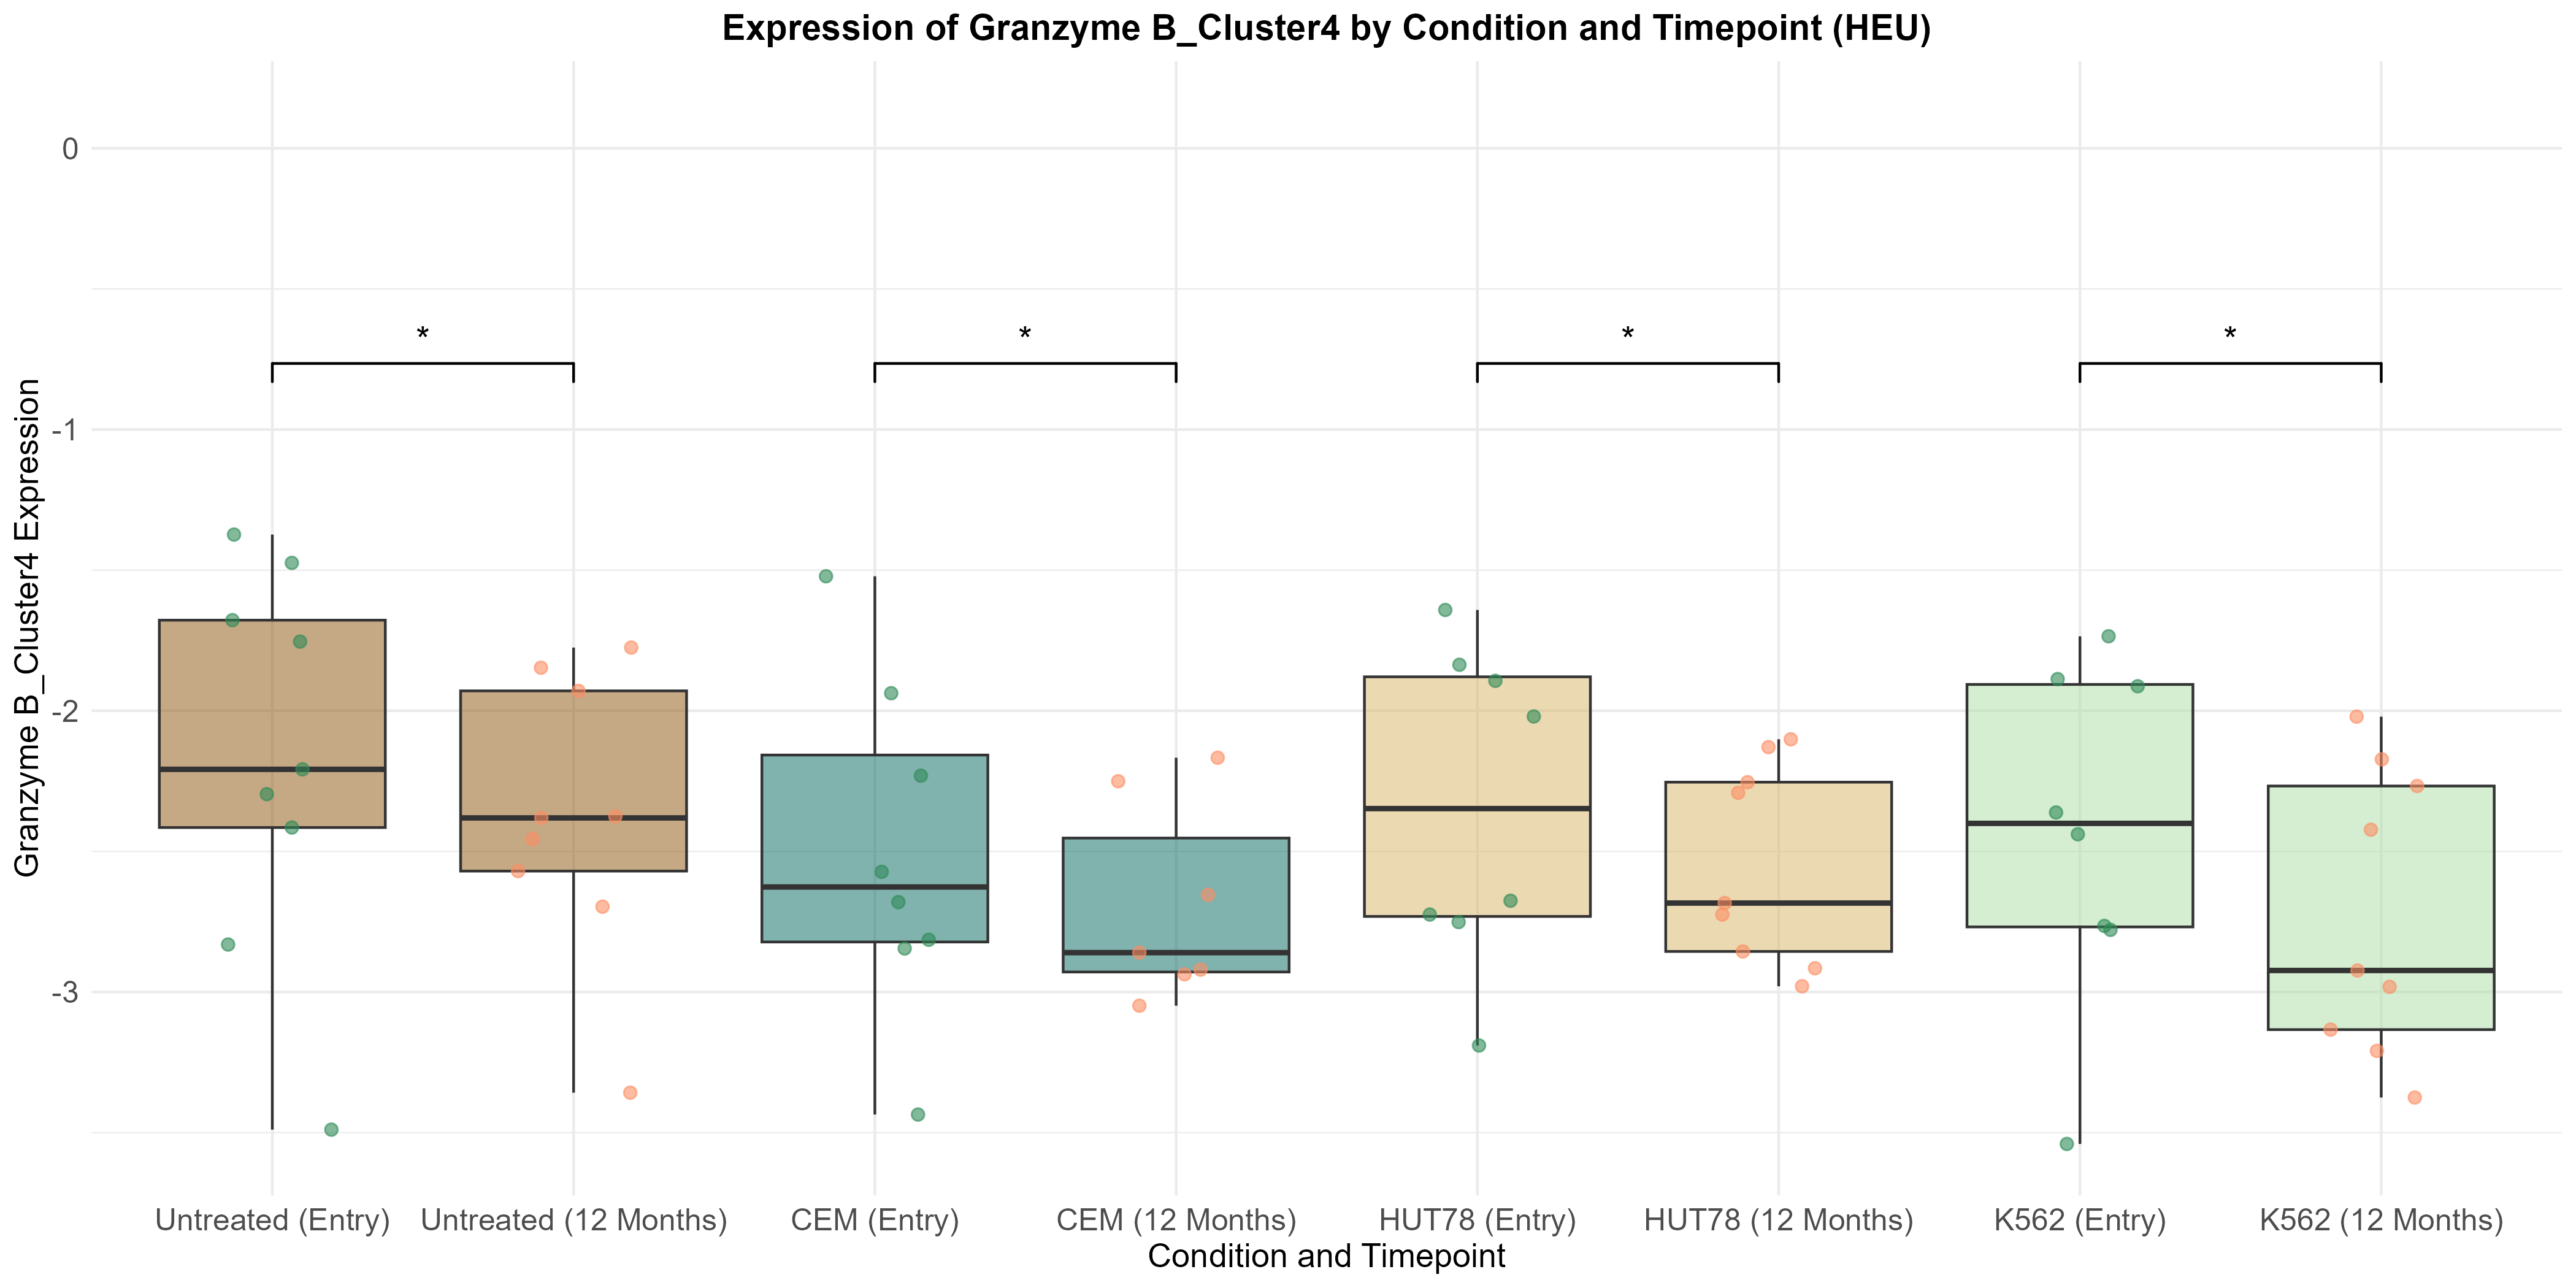 Expression of Granzyme B_Cluster4 by Condition and Timepoint (HEU)
Granzyme B_Cluster4 Expression
0
-1
-2
-3
*
*
*
*
Untreated (Entry)
Untreated (12 Months)
CEM (Entry)
CEM (12 Months)
HUT78 (Entry)
HUT78 (12 Months)
K562 (Entry)
K562 (12 Months)
Condition and Timepoint